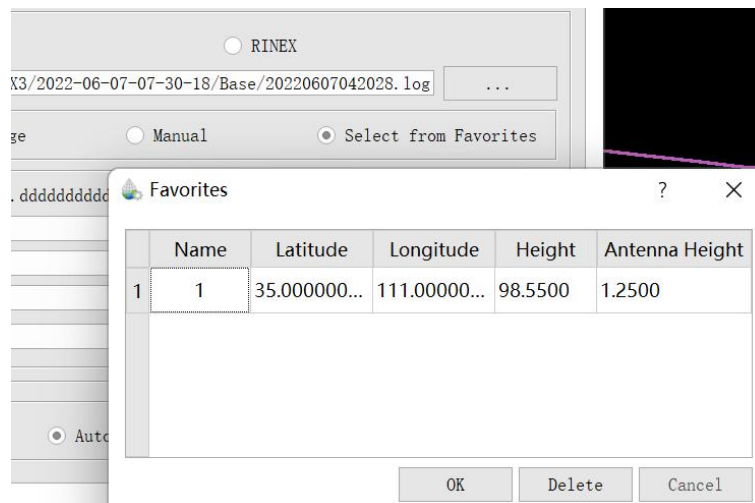 RINEX
X3/2022-06-07-07-30-18/Base/20220607042028.log ...
ge Manual Select from Favorites
.dddddddddd
Favorites ?
Name Latitude Longitude Height Antenna Height
1 1 35.000000... 111.00000... 98.5500 1.2500
Auto
OK Delete Cancel